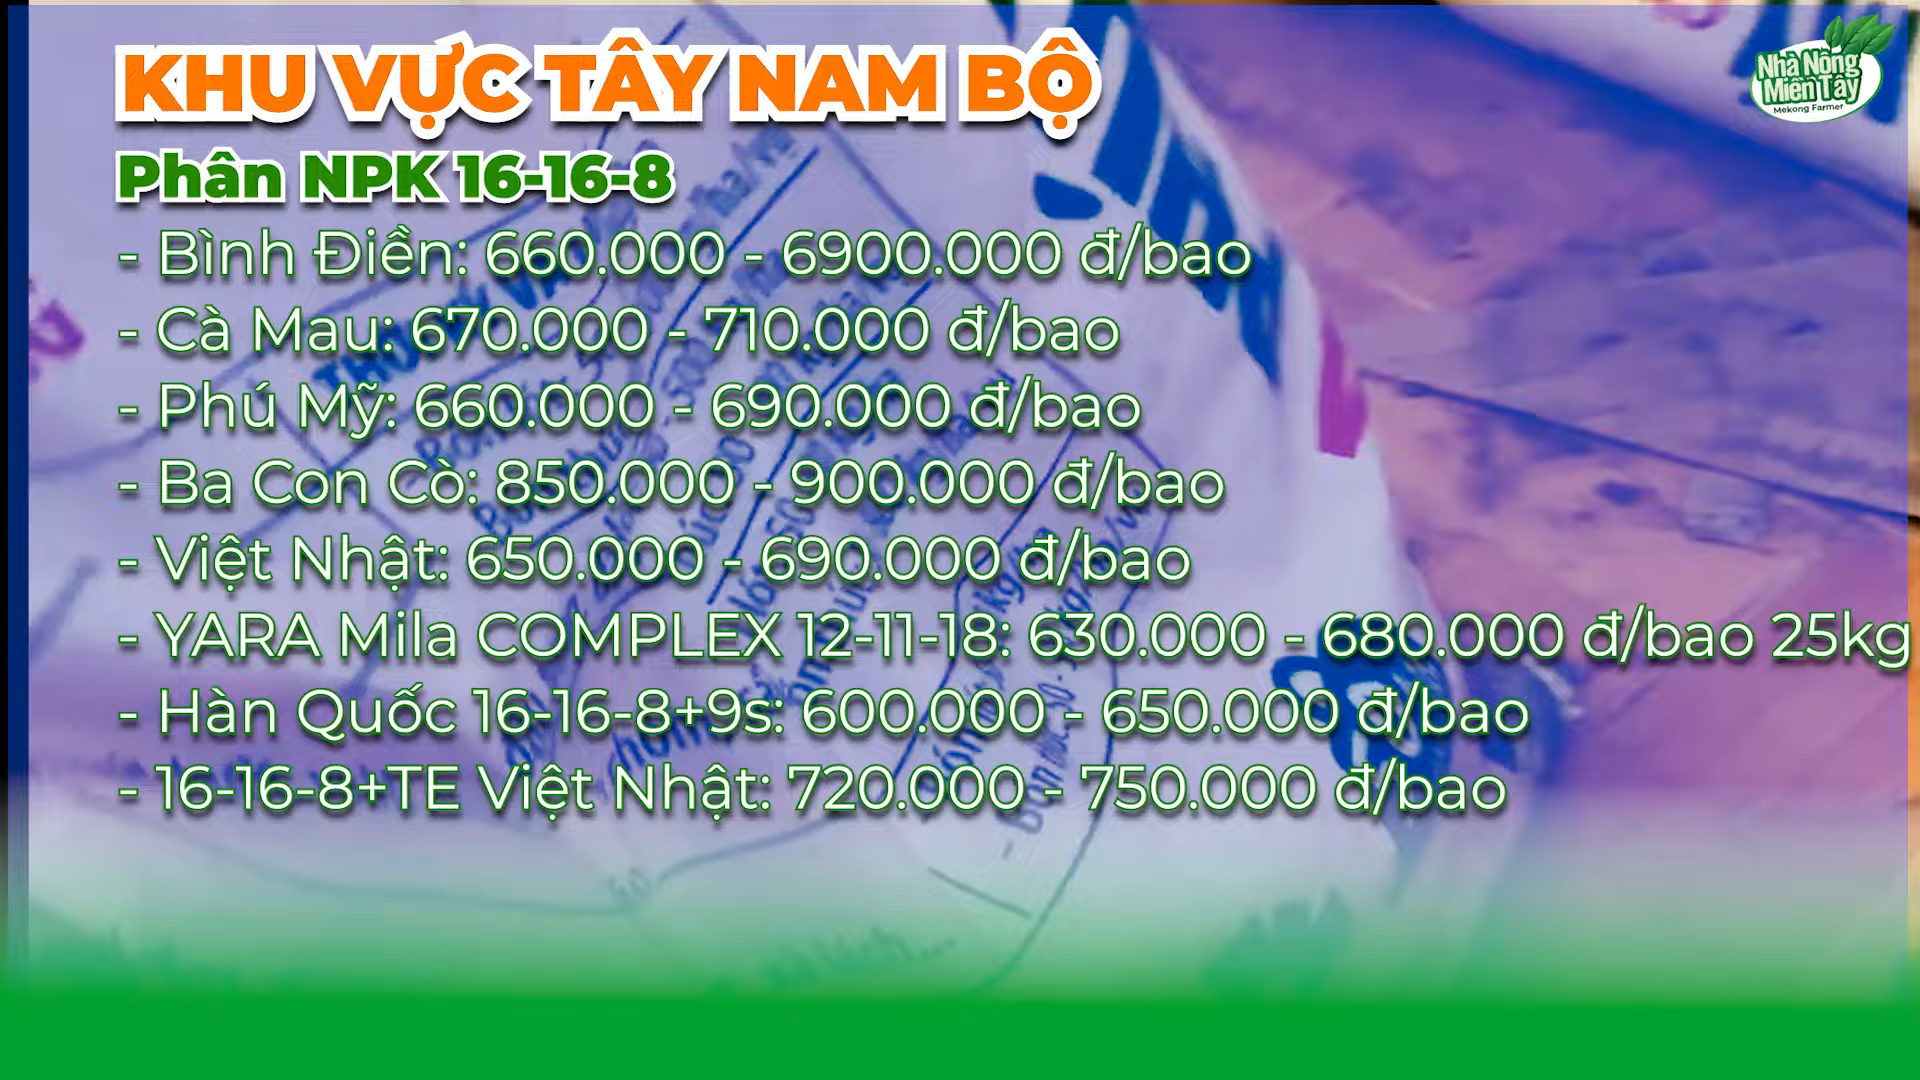 KHU VỰC TÂY NAM BỘ
Nhà Nông
Miền Tây
Mekong Farmer
Phân NPK 16-16-8
- Bình Điền: 660.000 - 6900.000 đ/bao
- Cà Mau: 670.000 - 710.000 đ/bao
- Phú Mỹ: 660.000 - 690.000 đ/bao
- Ba Con Cò: 850.000 - 900.000 đ/bao
- Việt Nhật: 650.000 - 690.000 đ/bao
- YARA Mila COMPLEX 12-11-18: 630.000 - 680.000 đ/bao 25kg
- Hàn Quốc 16-16-8+9s: 600.000 - 650.000 đ/bao
- 16-16-8+TE Việt Nhật: 720.000 - 750.000 đ/bao